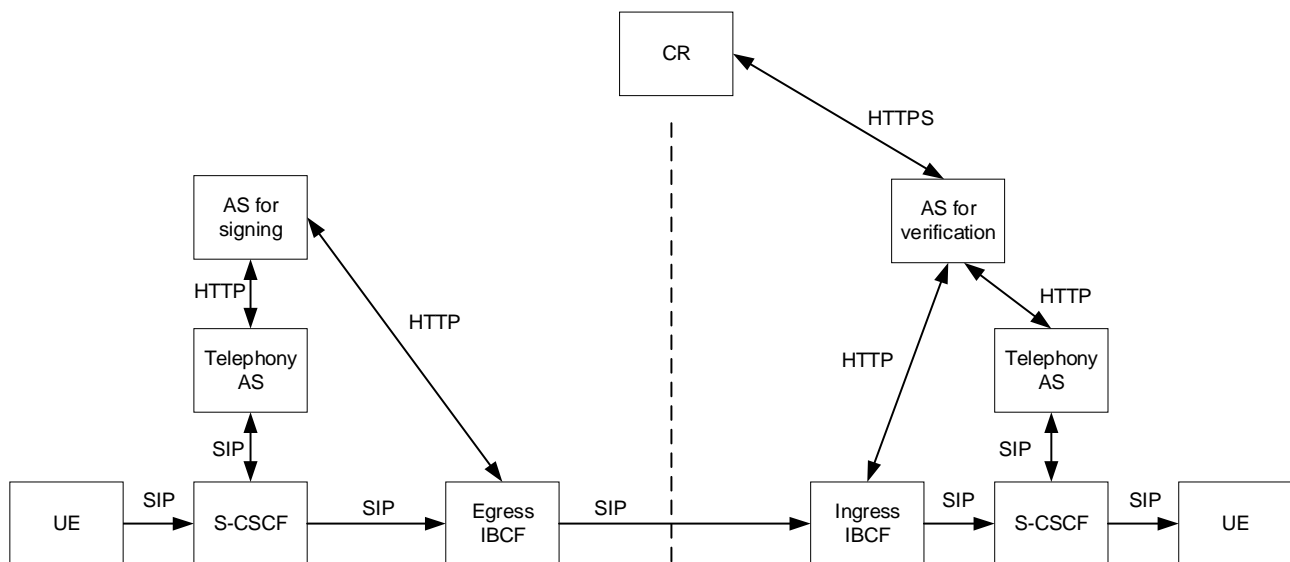 CR
HTTPS
AS for
signing
AS for
verification
HTTP
HTTP
HTTP
HTTP
Telephony
AS
Telephony
AS
SIP
SIP
UE
SIP
S-CSCF
SIP
Egress
IBCF
SIP
Ingress
IBCF
SIP
S-CSCF
SIP
UE